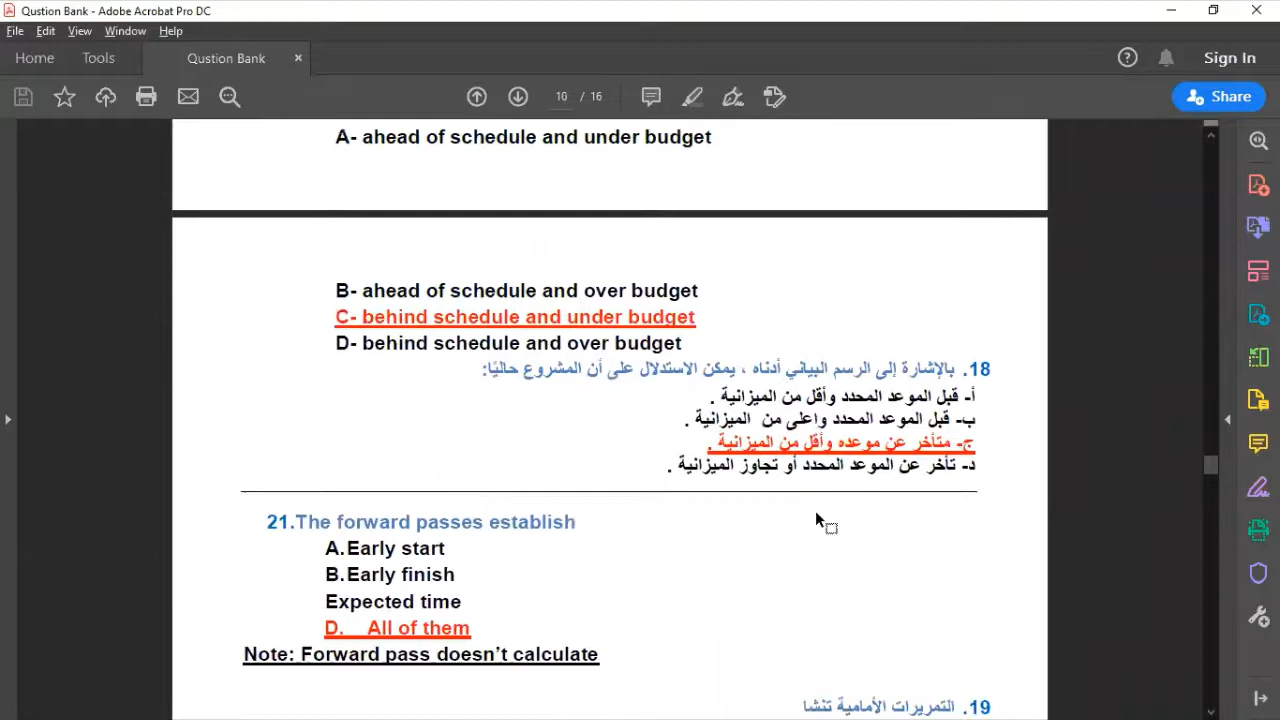 Qustion Bank - Adobe Acrobat Pro DC
File Edit View Window Help
Home Tools Qustion Bank × Sign In
10 / 16 Share
A- ahead of schedule and under budget
B- ahead of schedule and over budget
C- behind schedule and under budget
D- behind schedule and over budget
18. بالإشارة إلى الرسم البياني أدناه ، يمكن الاستدلال على أن المشروع حاليًا:
أ- قبل الموعد المحدد وأقل من الميزانية .
ب- قبل الموعد المحدد واعلى من الميزانية .
ج- متأخر عن موعده وأقل من الميزانية .
د- تأخر عن الموعد المحدد أو تجاوز الميزانية .
21.The forward passes establish
A.Early start
B.Early finish
Expected time
D. All of them
Note: Forward pass doesn’t calculate
19. التمريرات الأمامية تنشا